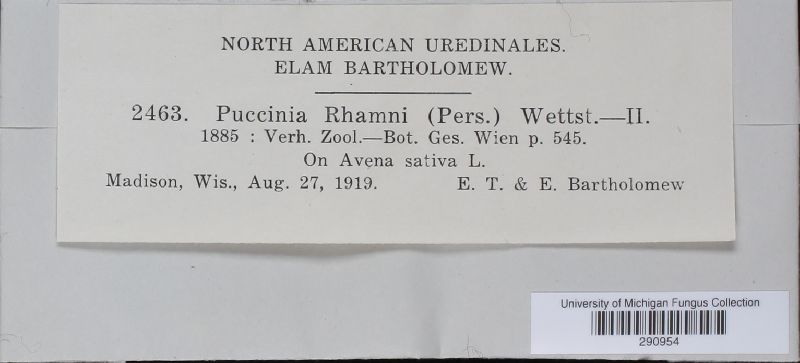 NORTH AMERICAN UREDINALES.
ELAM BARTHOLOMEW.
2463. Puccinia Rhamni (Pers.) Wettst.—II.
1885 : Verh. Zool.—Bot. Ges. Wien p. 545.
On Avena sativa L.
Madison, Wis., Aug. 27, 1919. E. T. & E. Bartholomew
University of Michigan Fungus Collection
290954